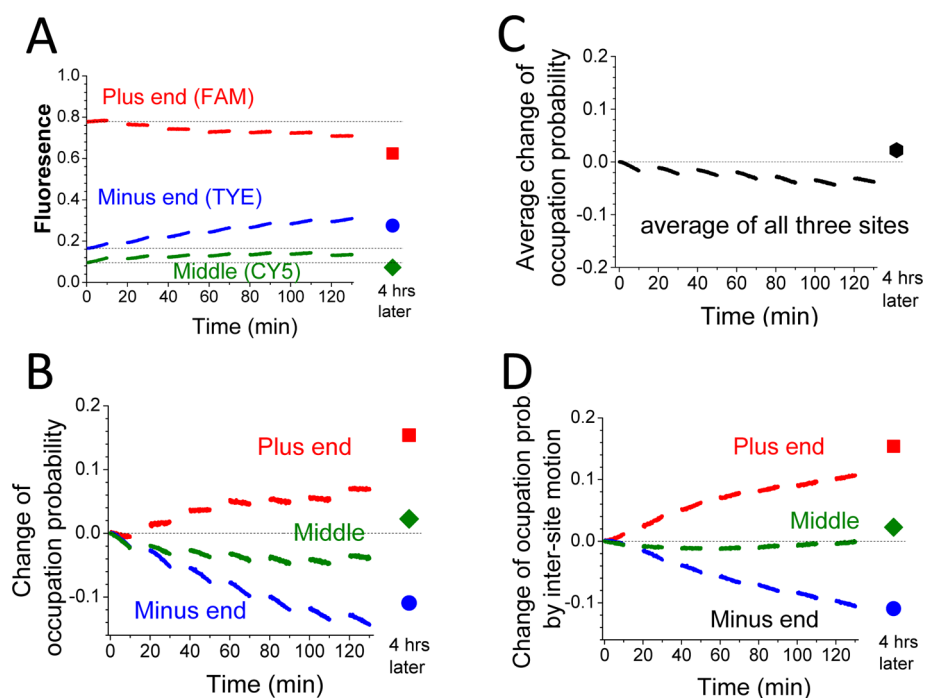 A
Fluoresence
1.0
0.8
0.6
0.4
0.2
0.0
Plus end (FAM)
Minus end (TYE)
Middle (CY5)
0 20 40 60 80 100 120
4 hrs
later
Time (min)
C
Average change of
occupation probability
0.2
0.1
0.0
-0.1
-0.2
average of all three sites
0 20 40 60 80 100 120
4 hrs
later
Time (min)
B
Change of
occupation probability
0.2
0.1
0.0
-0.1
Plus end
Middle
Minus end
0 20 40 60 80 100 120
4 hrs
later
Time (min)
D
Change of occupation prob
by inter-site motion
0.2
0.1
0.0
-0.1
Plus end
Middle
Minus end
0 20 40 60 80 100 120
4 hrs
later
Time (min)